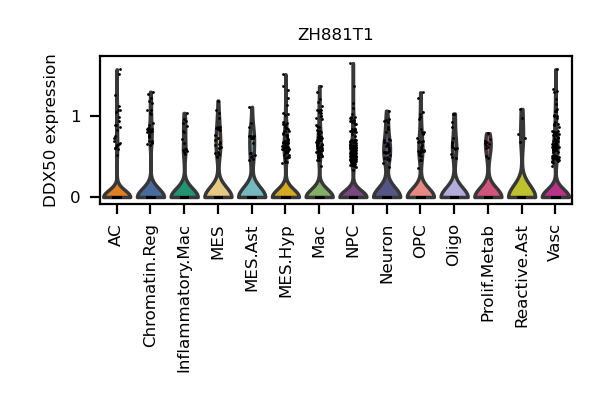 ZH881T1
DDX50 expression
1
0
AC
Chromatin.Reg
Inflammatory.Mac
MES
MES.Ast
MES.Hyp
Mac
NPC
Neuron
OPC
Oligo
Prolif.Metab
Reactive.Ast
Vasc